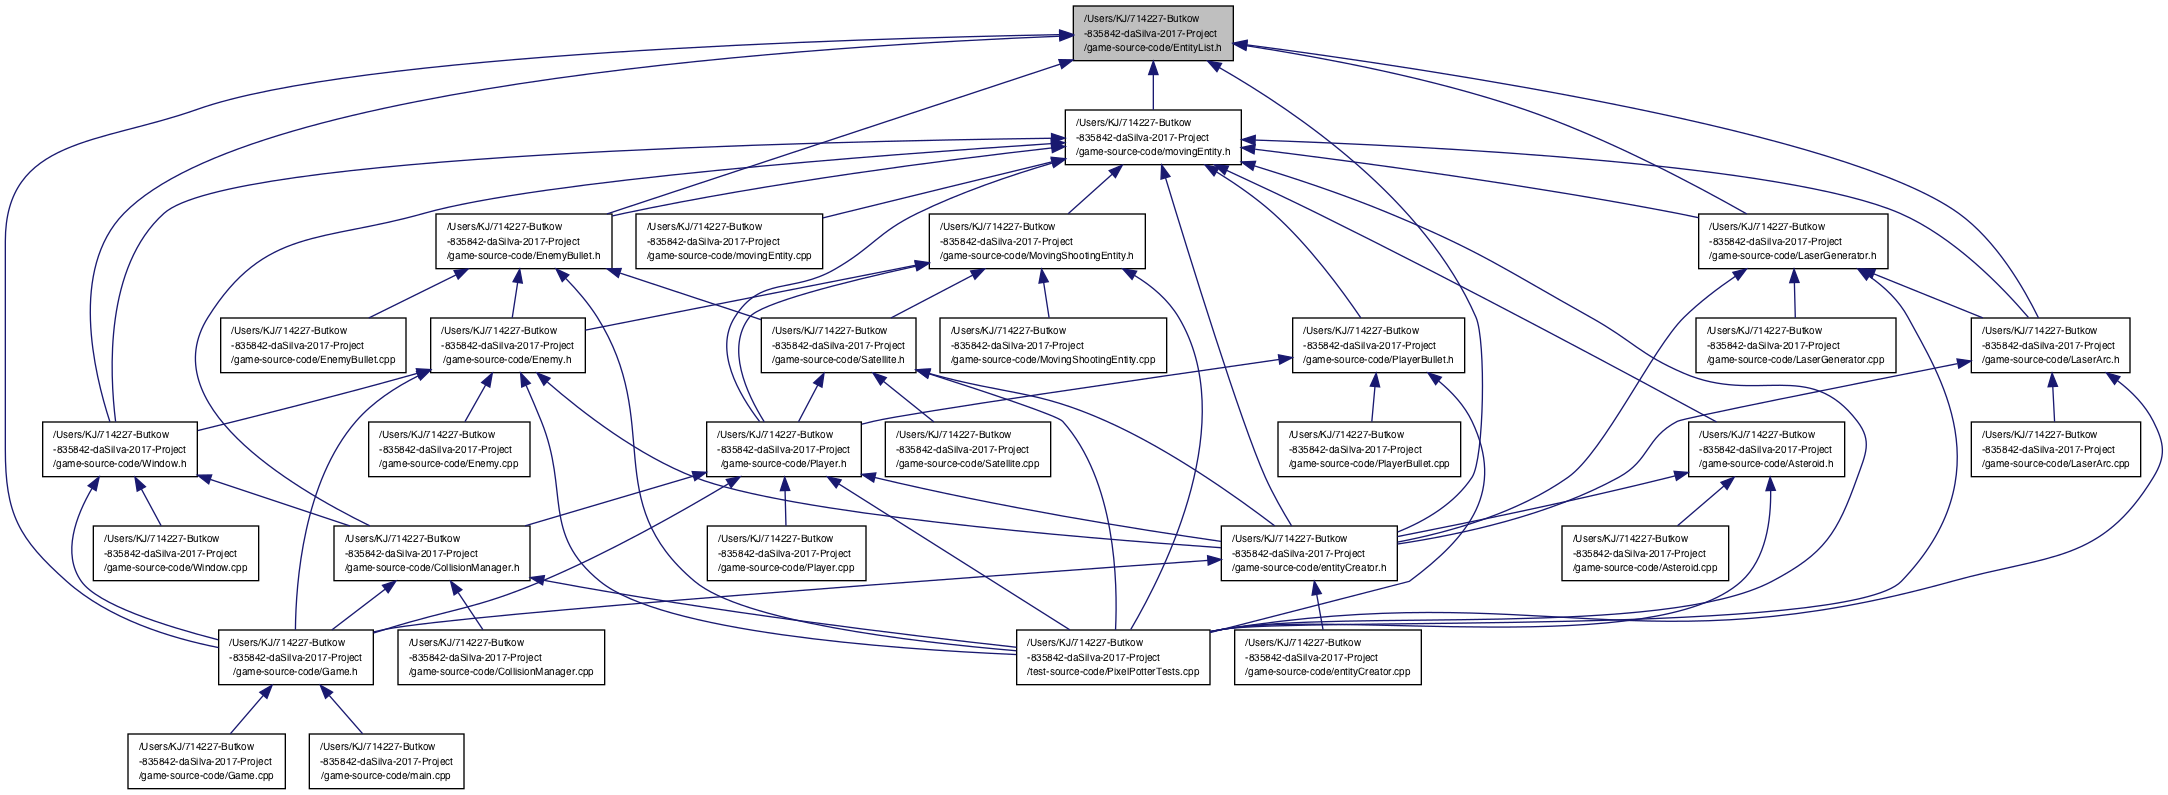 /Users/KJ/714227-Butkow
-835842-daSilva-2017-Project
/game-source-code/EntityList.h
/Users/KJ/714227-Butkow
-835842-daSilva-2017-Project
/game-source-code/movingEntity.h
/Users/KJ/714227-Butkow
-835842-daSilva-2017-Project
/game-source-code/EnemyBullet.h
/Users/KJ/714227-Butkow
-835842-daSilva-2017-Project
/game-source-code/movingEntity.cpp
/Users/KJ/714227-Butkow
-835842-daSilva-2017-Project
/game-source-code/MovingShootingEntity.h
/Users/KJ/714227-Butkow
-835842-daSilva-2017-Project
/game-source-code/LaserGenerator.h
/Users/KJ/714227-Butkow
-835842-daSilva-2017-Project
/game-source-code/EnemyBullet.cpp
/Users/KJ/714227-Butkow
-835842-daSilva-2017-Project
/game-source-code/Enemy.h
/Users/KJ/714227-Butkow
-835842-daSilva-2017-Project
/game-source-code/Satellite.h
/Users/KJ/714227-Butkow
-835842-daSilva-2017-Project
/game-source-code/MovingShootingEntity.cpp
/Users/KJ/714227-Butkow
-835842-daSilva-2017-Project
/game-source-code/PlayerBullet.h
/Users/KJ/714227-Butkow
-835842-daSilva-2017-Project
/game-source-code/LaserGenerator.cpp
/Users/KJ/714227-Butkow
-835842-daSilva-2017-Project
/game-source-code/LaserArc.h
/Users/KJ/714227-Butkow
-835842-daSilva-2017-Project
/game-source-code/Window.h
/Users/KJ/714227-Butkow
-835842-daSilva-2017-Project
/game-source-code/Enemy.cpp
/Users/KJ/714227-Butkow
-835842-daSilva-2017-Project
/game-source-code/Player.h
/Users/KJ/714227-Butkow
-835842-daSilva-2017-Project
/game-source-code/Satellite.cpp
/Users/KJ/714227-Butkow
-835842-daSilva-2017-Project
/game-source-code/PlayerBullet.cpp
/Users/KJ/714227-Butkow
-835842-daSilva-2017-Project
/game-source-code/Asteroid.h
/Users/KJ/714227-Butkow
-835842-daSilva-2017-Project
/game-source-code/LaserArc.cpp
/Users/KJ/714227-Butkow
-835842-daSilva-2017-Project
/game-source-code/Window.cpp
/Users/KJ/714227-Butkow
-835842-daSilva-2017-Project
/game-source-code/CollisionManager.h
/Users/KJ/714227-Butkow
-835842-daSilva-2017-Project
/game-source-code/Player.cpp
/Users/KJ/714227-Butkow
-835842-daSilva-2017-Project
/game-source-code/entityCreator.h
/Users/KJ/714227-Butkow
-835842-daSilva-2017-Project
/game-source-code/Asteroid.cpp
/Users/KJ/714227-Butkow
-835842-daSilva-2017-Project
/game-source-code/Game.h
/Users/KJ/714227-Butkow
-835842-daSilva-2017-Project
/game-source-code/CollisionManager.cpp
/Users/KJ/714227-Butkow
-835842-daSilva-2017-Project
/test-source-code/PixelPotterTests.cpp
/Users/KJ/714227-Butkow
-835842-daSilva-2017-Project
/game-source-code/entityCreator.cpp
/Users/KJ/714227-Butkow
-835842-daSilva-2017-Project
/game-source-code/Game.cpp
/Users/KJ/714227-Butkow
-835842-daSilva-2017-Project
/game-source-code/main.cpp